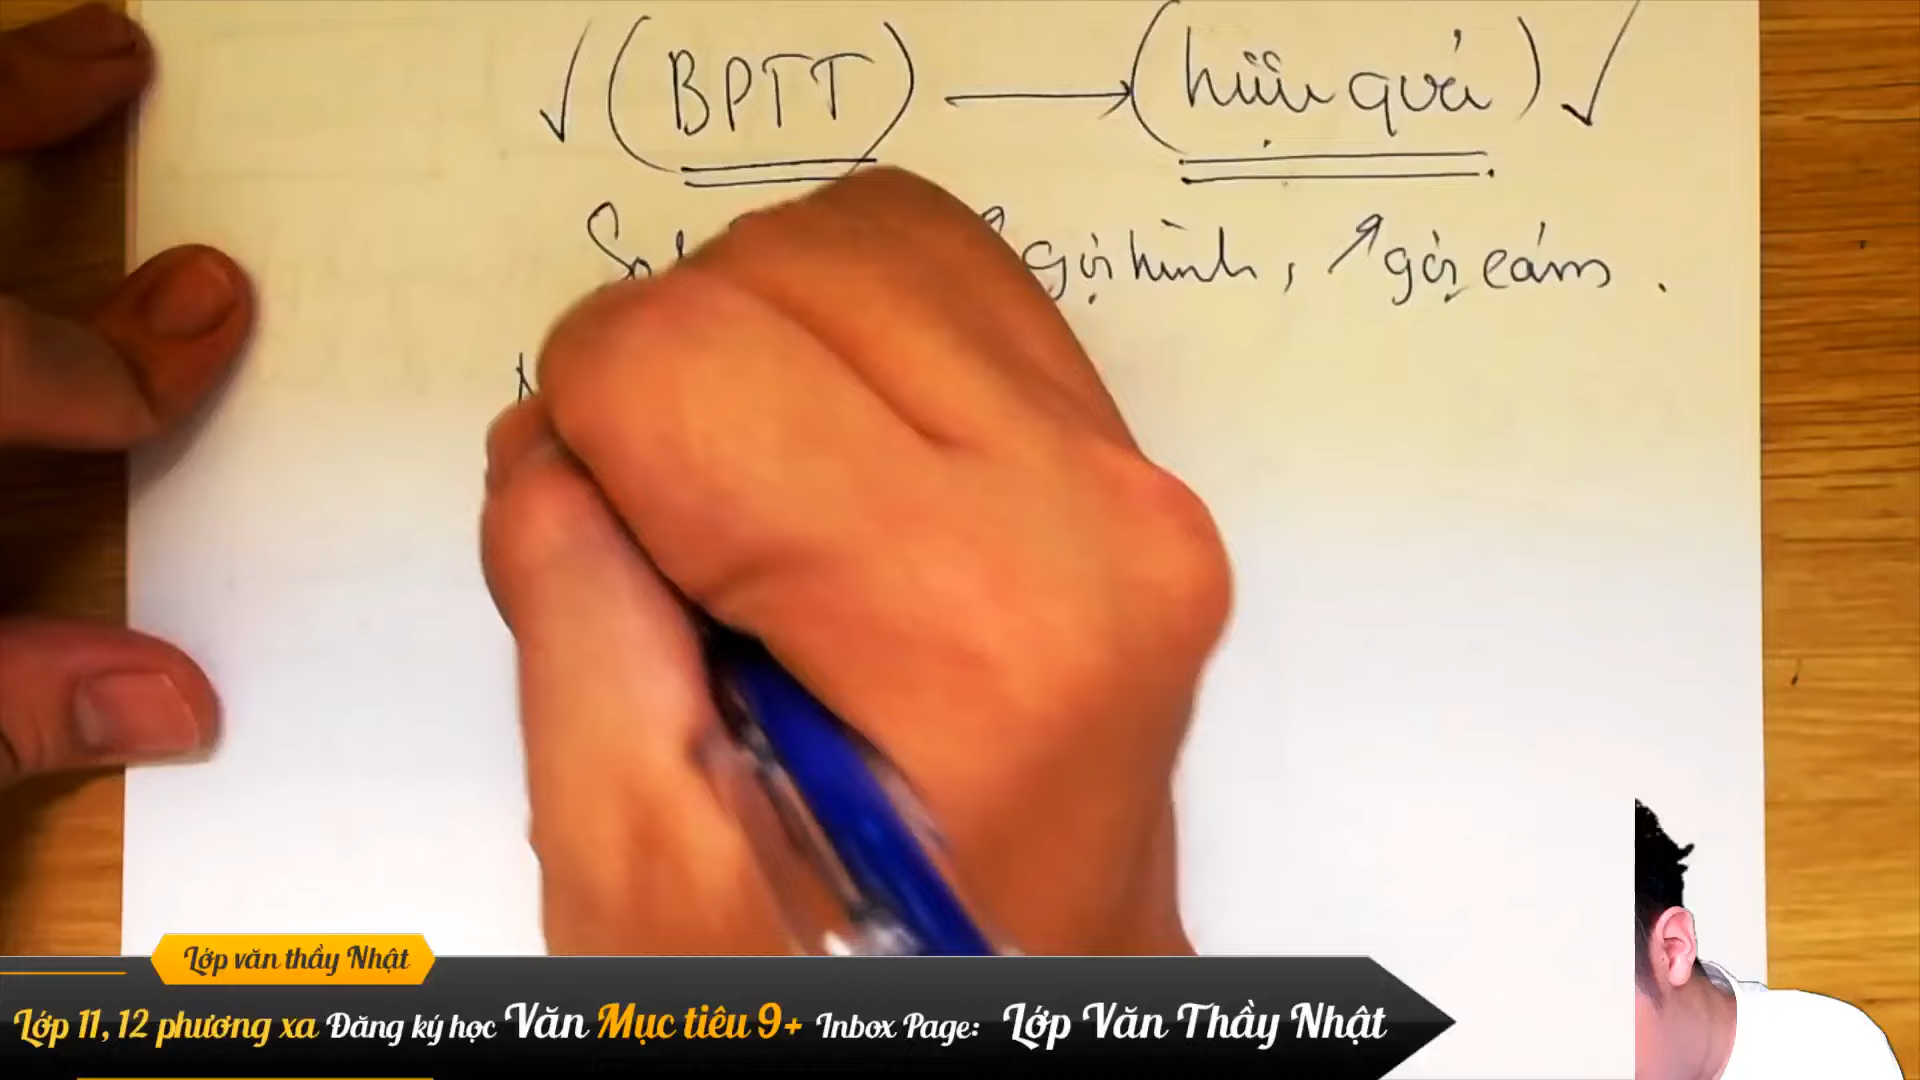 (BPTT) → (hiệu quả)
↗ gợi hình, ↗ gợi cảm.
Lớp văn thầy Nhật
Lớp 11, 12 phương xa Đăng ký học Văn Mục tiêu 9+ Inbox Page: Lớp Văn Thầy Nhật